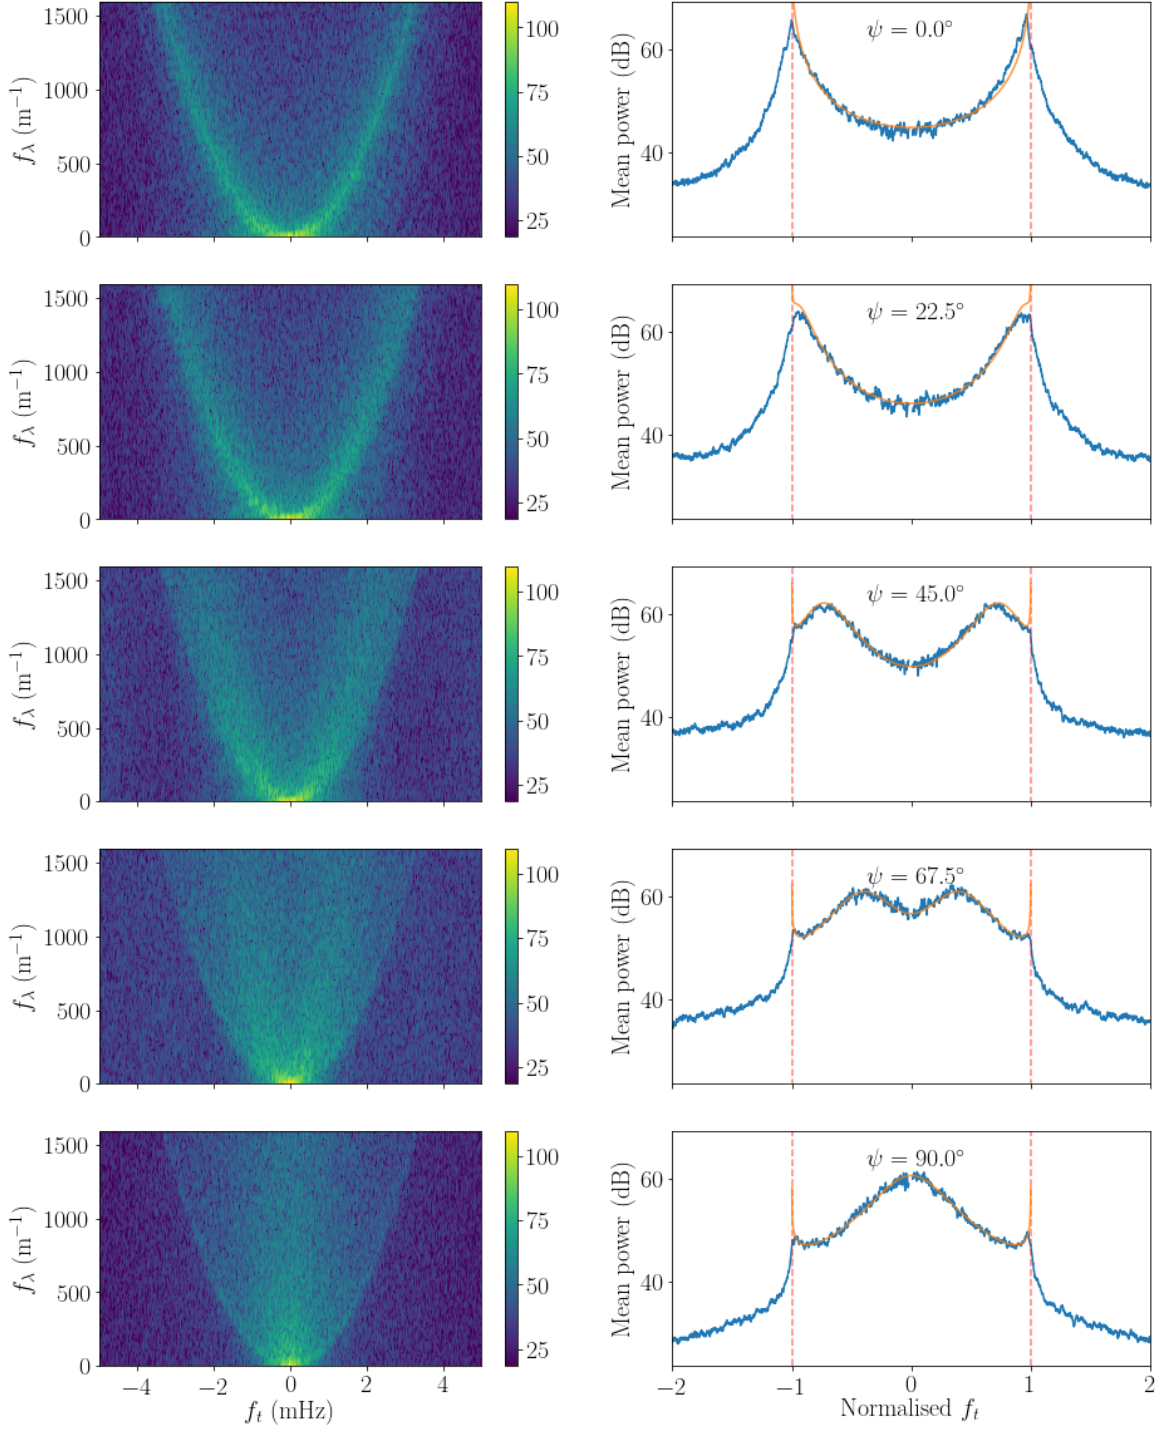 1500
1000
500
0
f_λ (m⁻¹)
100
75
50
25
60
40
Mean power (dB)
ψ = 0.0°
1500
1000
500
0
f_λ (m⁻¹)
100
75
50
25
60
40
Mean power (dB)
ψ = 22.5°
1500
1000
500
0
f_λ (m⁻¹)
100
75
50
25
60
40
Mean power (dB)
ψ = 45.0°
1500
1000
500
0
f_λ (m⁻¹)
100
75
50
25
60
40
Mean power (dB)
ψ = 67.5°
1500
1000
500
0
f_λ (m⁻¹)
−4 −2 0 2 4
f_t (mHz)
100
75
50
25
60
40
Mean power (dB)
ψ = 90.0°
−2 −1 0 1 2
Normalised f_t